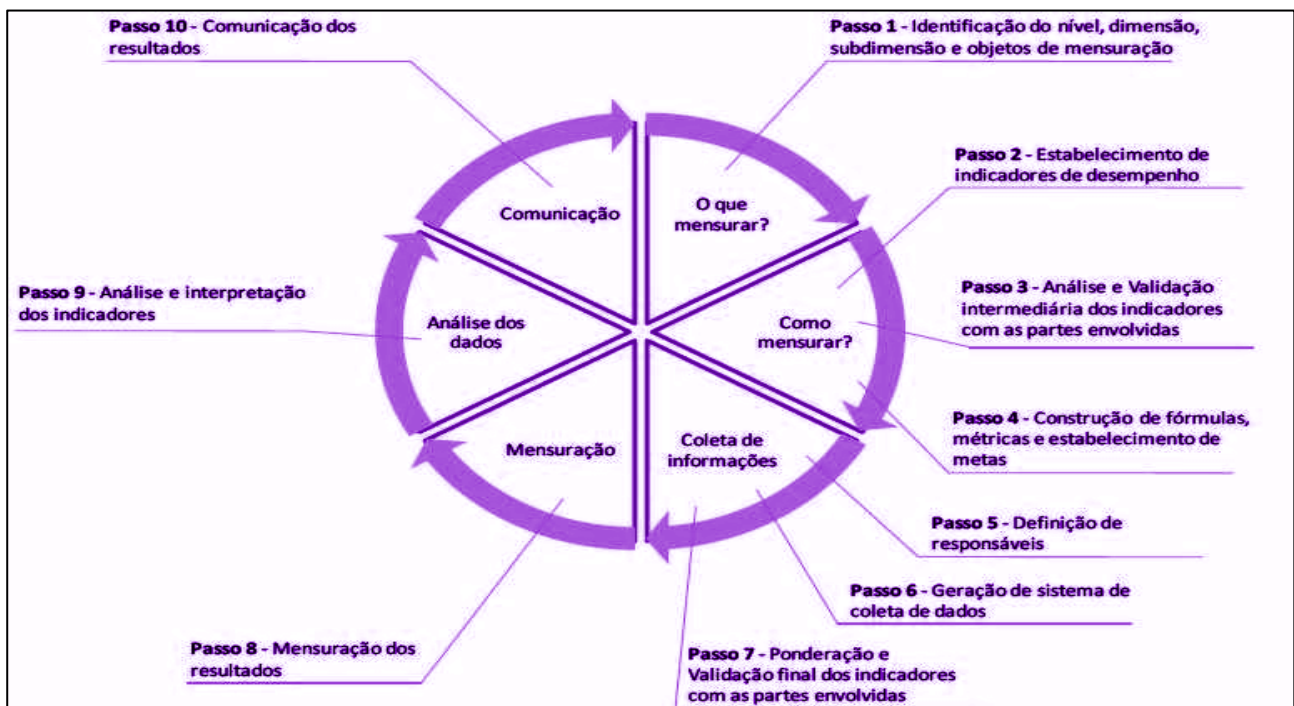 Passo 10 - Comunicação dos
resultados
Passo 1 - Identificação do nível, dimensão,
subdimensão e objetos de mensuração
Passo 2 - Estabelecimento de
indicadores de desempenho
Comunicação
O que
mensurar?
Passo 9 - Análise e interpretação
dos indicadores
Análise dos
dados
Como
mensurar?
Passo 3 - Análise e Validação
intermediária dos indicadores
com as partes envolvidas
Passo 4 - Construção de fórmulas,
métricas e estabelecimento de
metas
Mensuração
Coleta de
informações
Passo 5 - Definição de
responsáveis
Passo 6 - Geração de sistema de
coleta de dados
Passo 8 - Mensuração dos
resultados
Passo 7 - Ponderação e
Validação final dos indicadores
com as partes envolvidas